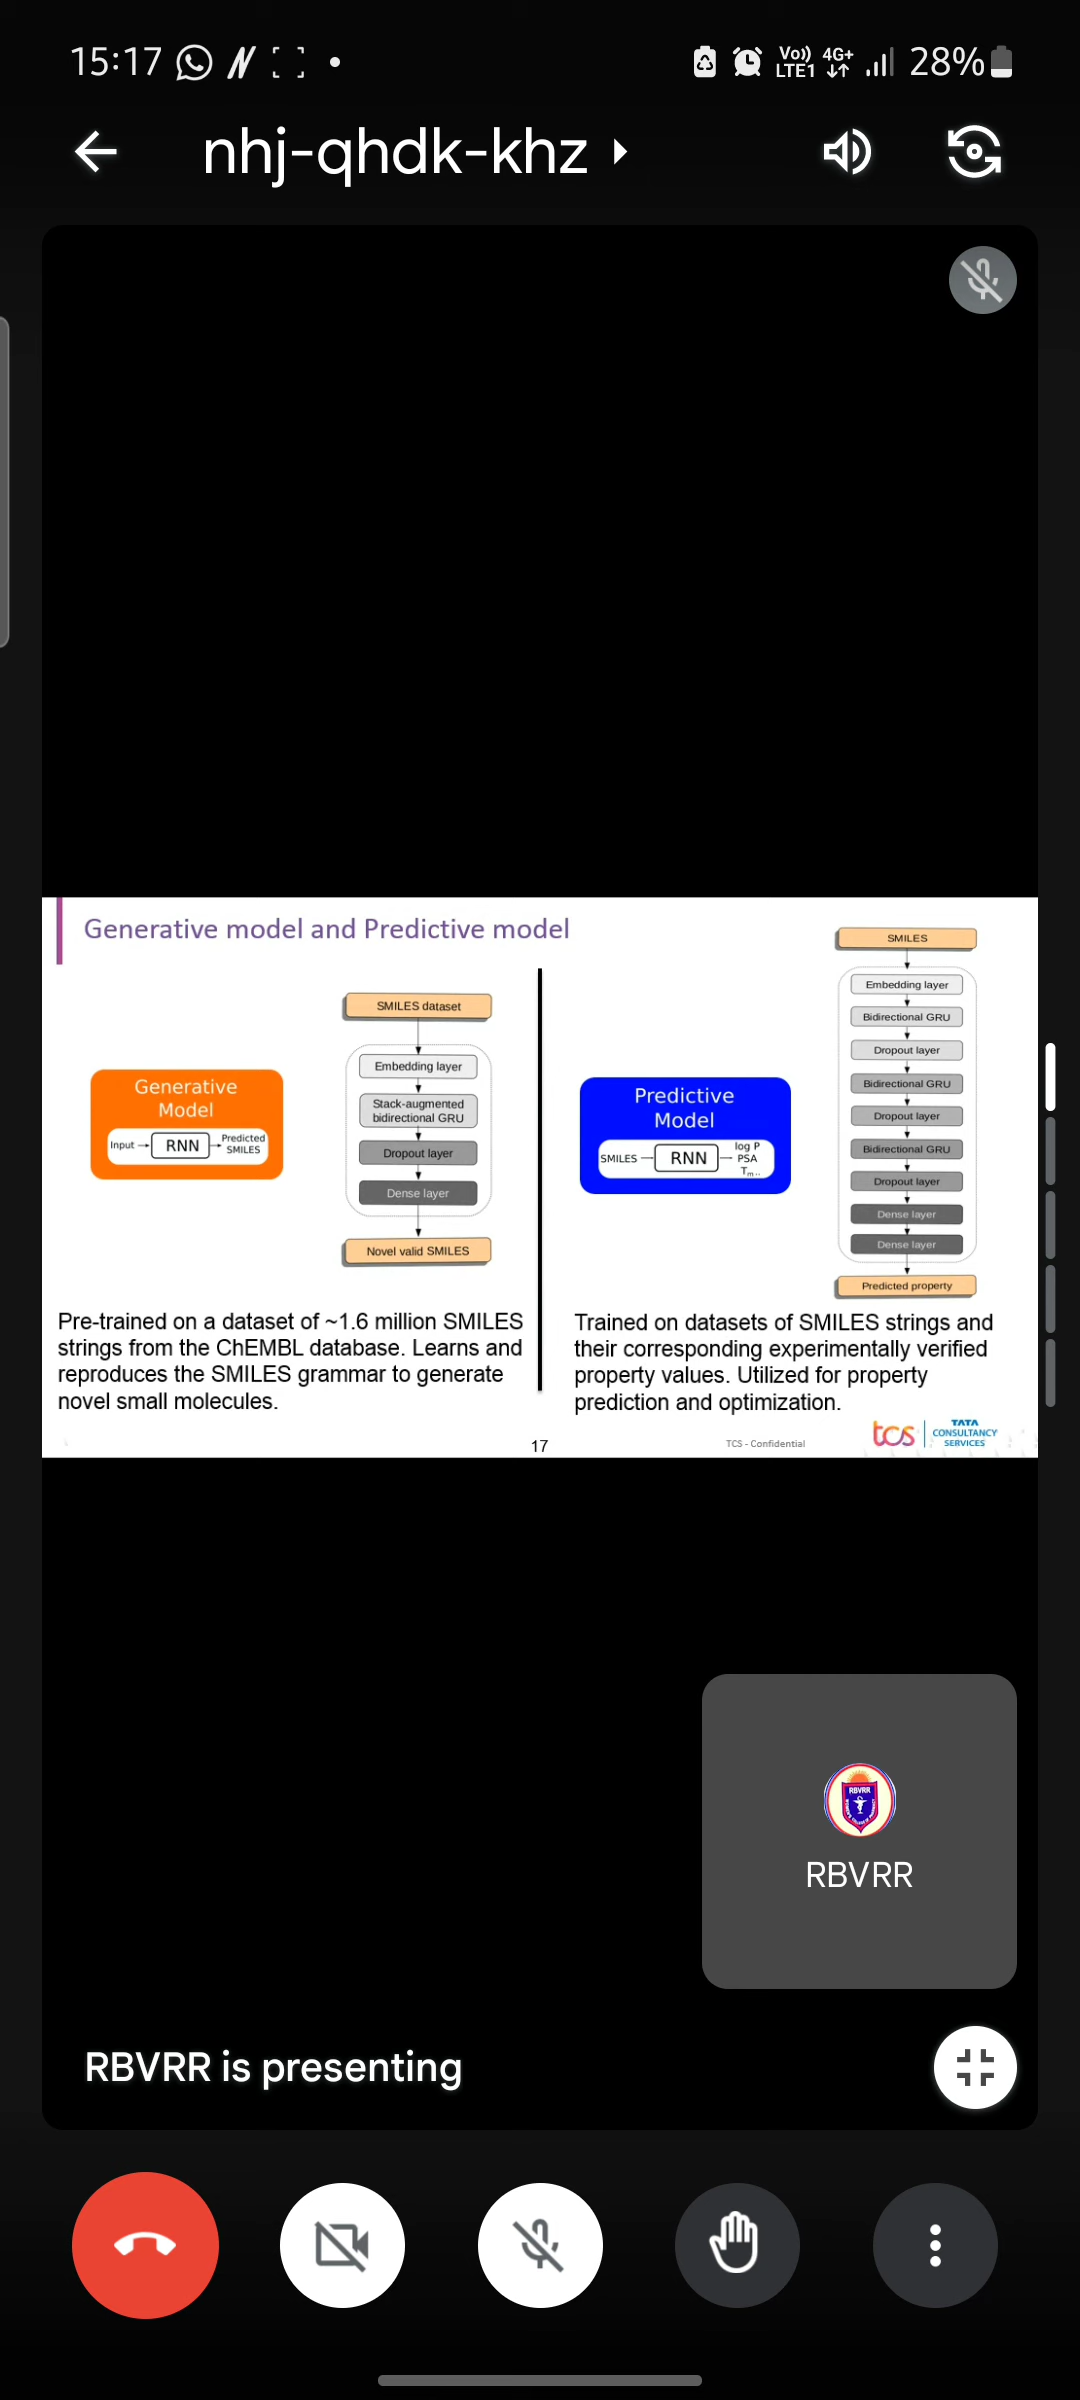 15:17
Vo)) 4G+
LTE1
28%
nhj-qhdk-khz
Generative model and Predictive model
SMILES dataset
Embedding layer
Stack-augmented
bidirectional GRU
Dropout layer
Dense layer
Novel valid SMILES
Generative
Model
Input
RNN
Predicted
SMILES
Pre-trained on a dataset of ~1.6 million SMILES
strings from the ChEMBL database. Learns and
reproduces the SMILES grammar to generate
novel small molecules.
Predictive
Model
SMILES
RNN
log P
PSA
Tm..
SMILES
Embedding layer
Bidirectional GRU
Dropout layer
Bidirectional GRU
Dropout layer
Bidirectional GRU
Dropout layer
Dense layer
Dense layer
Predicted property
Trained on datasets of SMILES strings and
their corresponding experimentally verified
property values. Utilized for property
prediction and optimization.
17
TCS - Confidential
tcs
TATA
CONSULTANCY
SERVICES
RBVRR
RBVRR
RBVRR is presenting